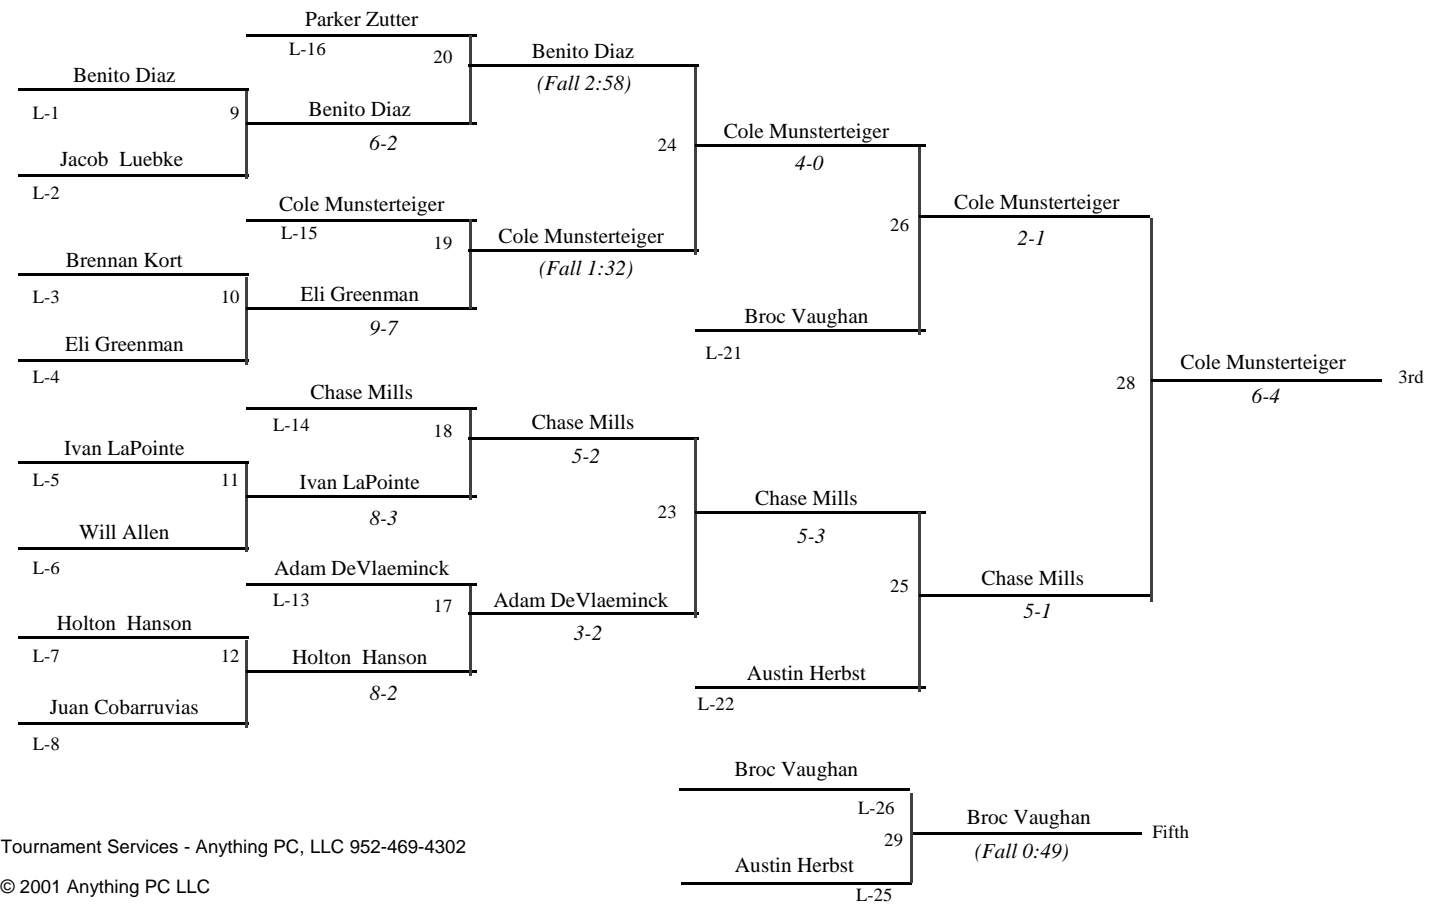 Parker Zutter
L-16
20
Benito Diaz
(Fall 2:58)
Benito Diaz
L-1
9
Benito Diaz
6-2
Jacob  Luebke
L-2
24
Cole Munsterteiger
4-0
Cole Munsterteiger
L-15
19
Cole Munsterteiger
(Fall 1:32)
26
Cole Munsterteiger
2-1
Brennan Kort
L-3
10
Eli Greenman
9-7
Eli Greenman
L-4
Broc Vaughan
L-21
28
Cole Munsterteiger
6-4
3rd
Chase Mills
L-14
18
Chase Mills
5-2
Ivan LaPointe
L-5
11
Ivan LaPointe
8-3
Will Allen
L-6
23
Chase Mills
5-3
Adam DeVlaeminck
L-13
17
Adam DeVlaeminck
3-2
25
Chase Mills
5-1
Holton  Hanson
L-7
12
Holton  Hanson
8-2
Juan Cobarruvias
L-8
Austin Herbst
L-22
Broc Vaughan
L-26
29
Broc Vaughan
(Fall 0:49)
Fifth
Austin Herbst
L-25
Tournament Services - Anything PC, LLC 952-469-4302
© 2001 Anything PC LLC